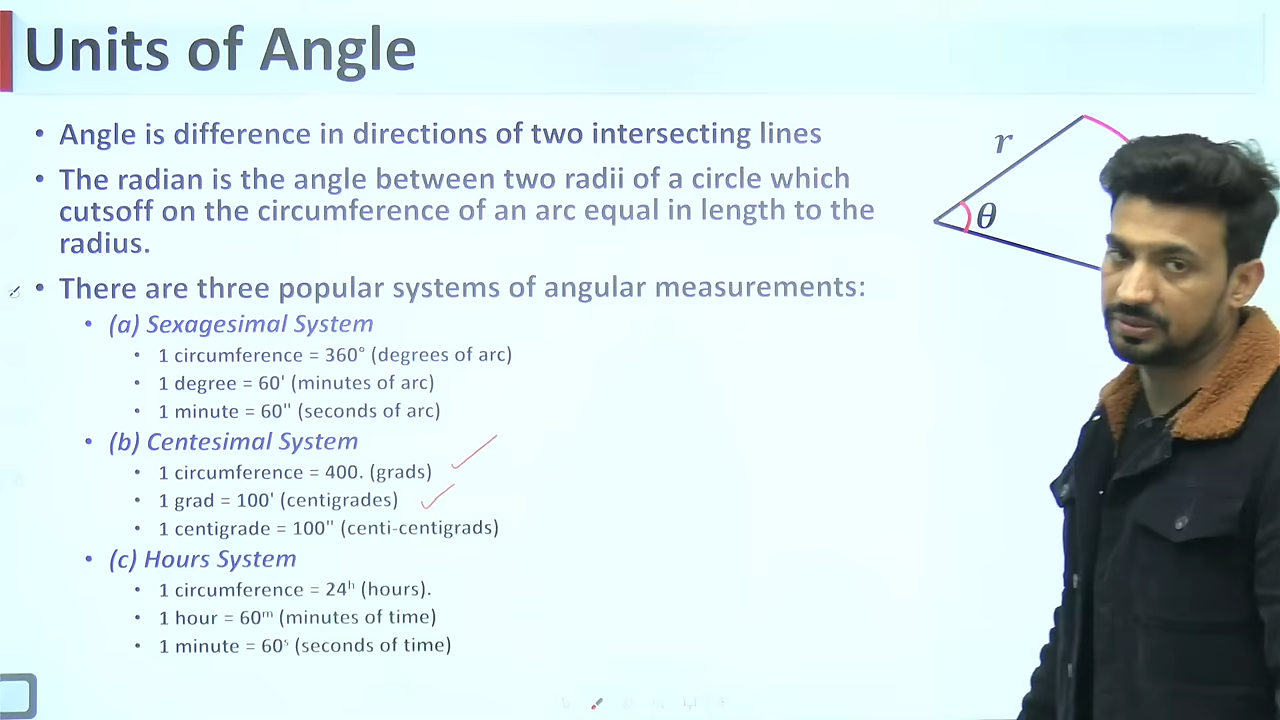 Units of Angle
• Angle is difference in directions of two intersecting lines
• The radian is the angle between two radii of a circle which
cutsoff on the circumference of an arc equal in length to the
radius.
• There are three popular systems of angular measurements:
• (a) Sexagesimal System
• 1 circumference = 360° (degrees of arc)
• 1 degree = 60' (minutes of arc)
• 1 minute = 60" (seconds of arc)
• (b) Centesimal System
• 1 circumference = 400. (grads)
• 1 grad = 100' (centigrades)
• 1 centigrade = 100" (centi-centigrads)
• (c) Hours System
• 1 circumference = 24ʰ (hours).
• 1 hour = 60ᵐ (minutes of time)
• 1 minute = 60ˢ (seconds of time)
r
θ